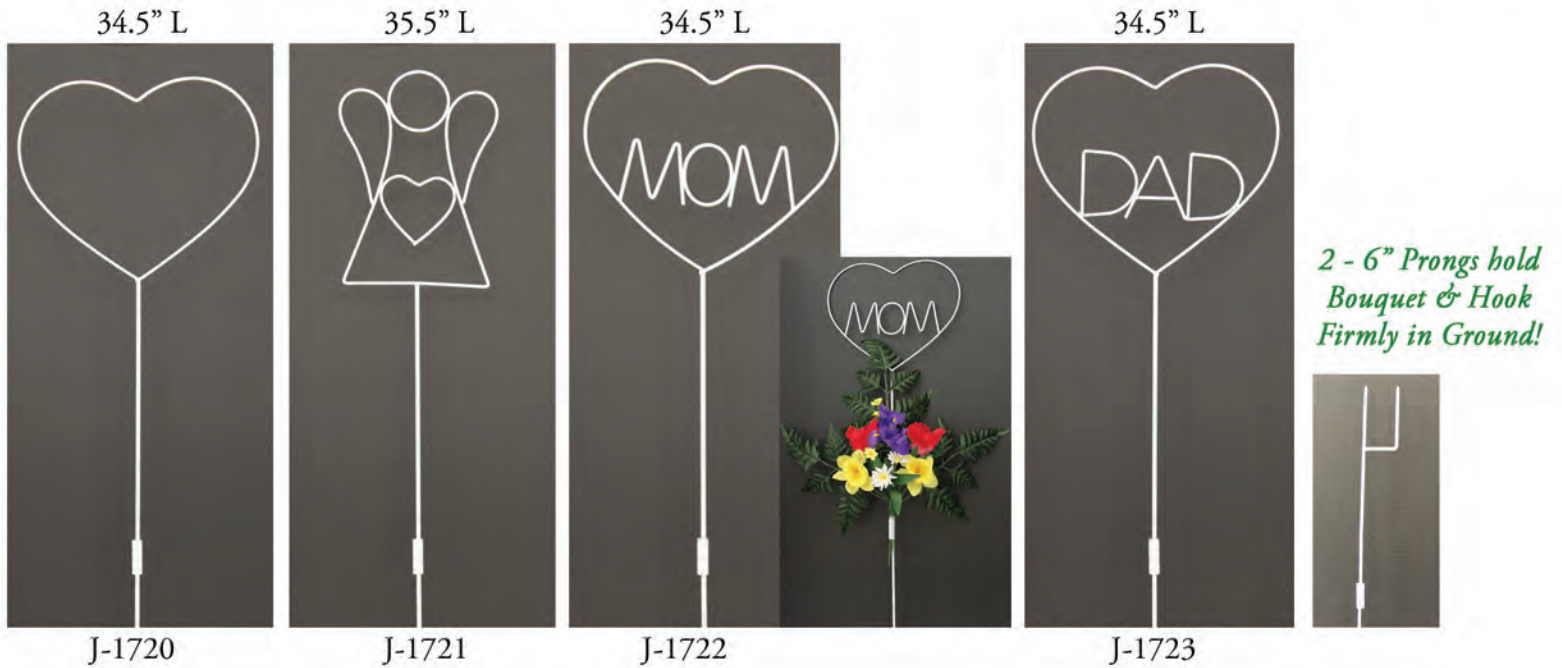 34.5” L
35.5” L
34.5” L
34.5” L
MOM
DAD
MOM
2 - 6” Prongs hold
Bouquet & Hook
Firmly in Ground!
J-1720
J-1721
J-1722
J-1723